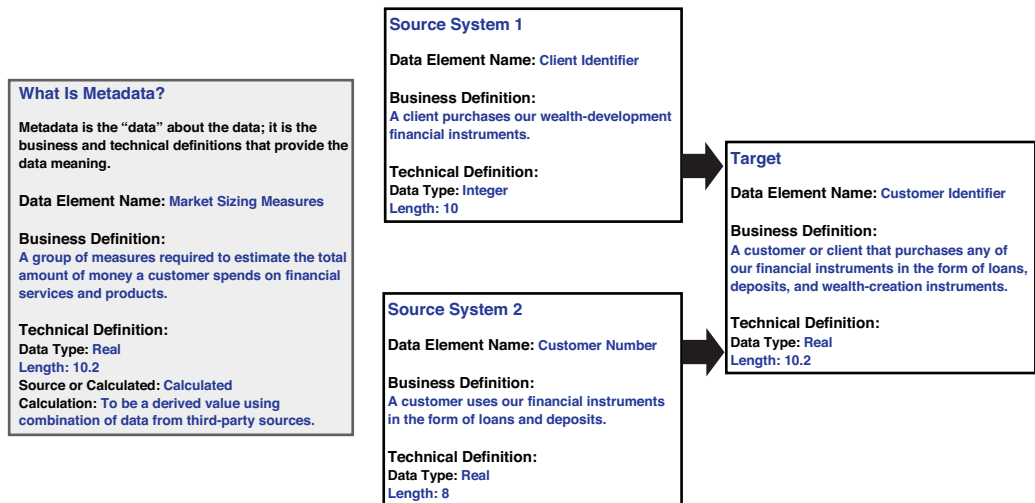 What Is Metadata?
Metadata is the “data” about the data; it is the
business and technical definitions that provide the
data meaning.
Data Element Name: Market Sizing Measures
Business Definition:
A group of measures required to estimate the total
amount of money a customer spends on financial
services and products.
Technical Definition:
Data Type: Real
Length: 10.2
Source or Calculated: Calculated
Calculation: To be a derived value using
combination of data from third-party sources.
Source System 1
Data Element Name: Client Identifier
Business Definition:
A client purchases our wealth-development
financial instruments.
Technical Definition:
Data Type: Integer
Length: 10
Source System 2
Data Element Name: Customer Number
Business Definition:
A customer uses our financial instruments
in the form of loans and deposits.
Technical Definition:
Data Type: Real
Length: 8
Target
Data Element Name: Customer Identifier
Business Definition:
A customer or client that purchases any of
our financial instruments in the form of loans,
deposits, and wealth-creation instruments.
Technical Definition:
Data Type: Real
Length: 10.2